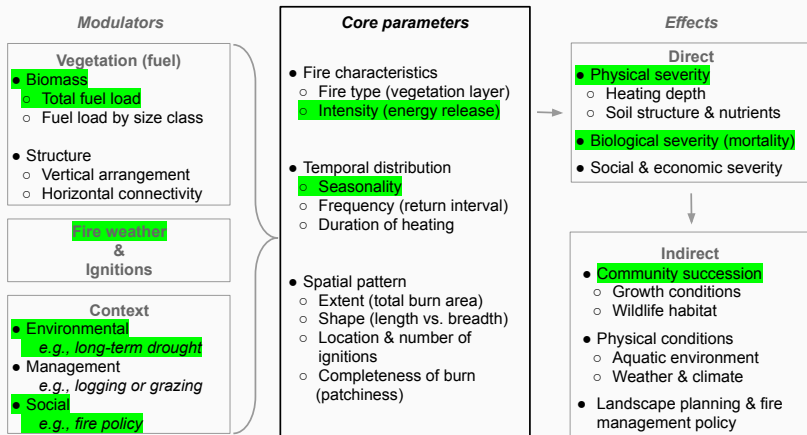 Modulators
Vegetation (fuel)
● Biomass
○ Total fuel load
○ Fuel load by size class
● Structure
○ Vertical arrangement
○ Horizontal connectivity
Fire weather
&
Ignitions
Context
● Environmental
e.g., long-term drought
● Management
e.g., logging or grazing
● Social
e.g., fire policy
Core parameters
● Fire characteristics
○ Fire type (vegetation layer)
○ Intensity (energy release)
● Temporal distribution
○ Seasonality
○ Frequency (return interval)
○ Duration of heating
● Spatial pattern
○ Extent (total burn area)
○ Shape (length vs. breadth)
○ Location & number of
ignitions
○ Completeness of burn
(patchiness)
Effects
Direct
● Physical severity
○ Heating depth
○ Soil structure & nutrients
● Biological severity (mortality)
● Social & economic severity
Indirect
● Community succession
○ Growth conditions
○ Wildlife habitat
● Physical conditions
○ Aquatic environment
○ Weather & climate
● Landscape planning & fire
management policy